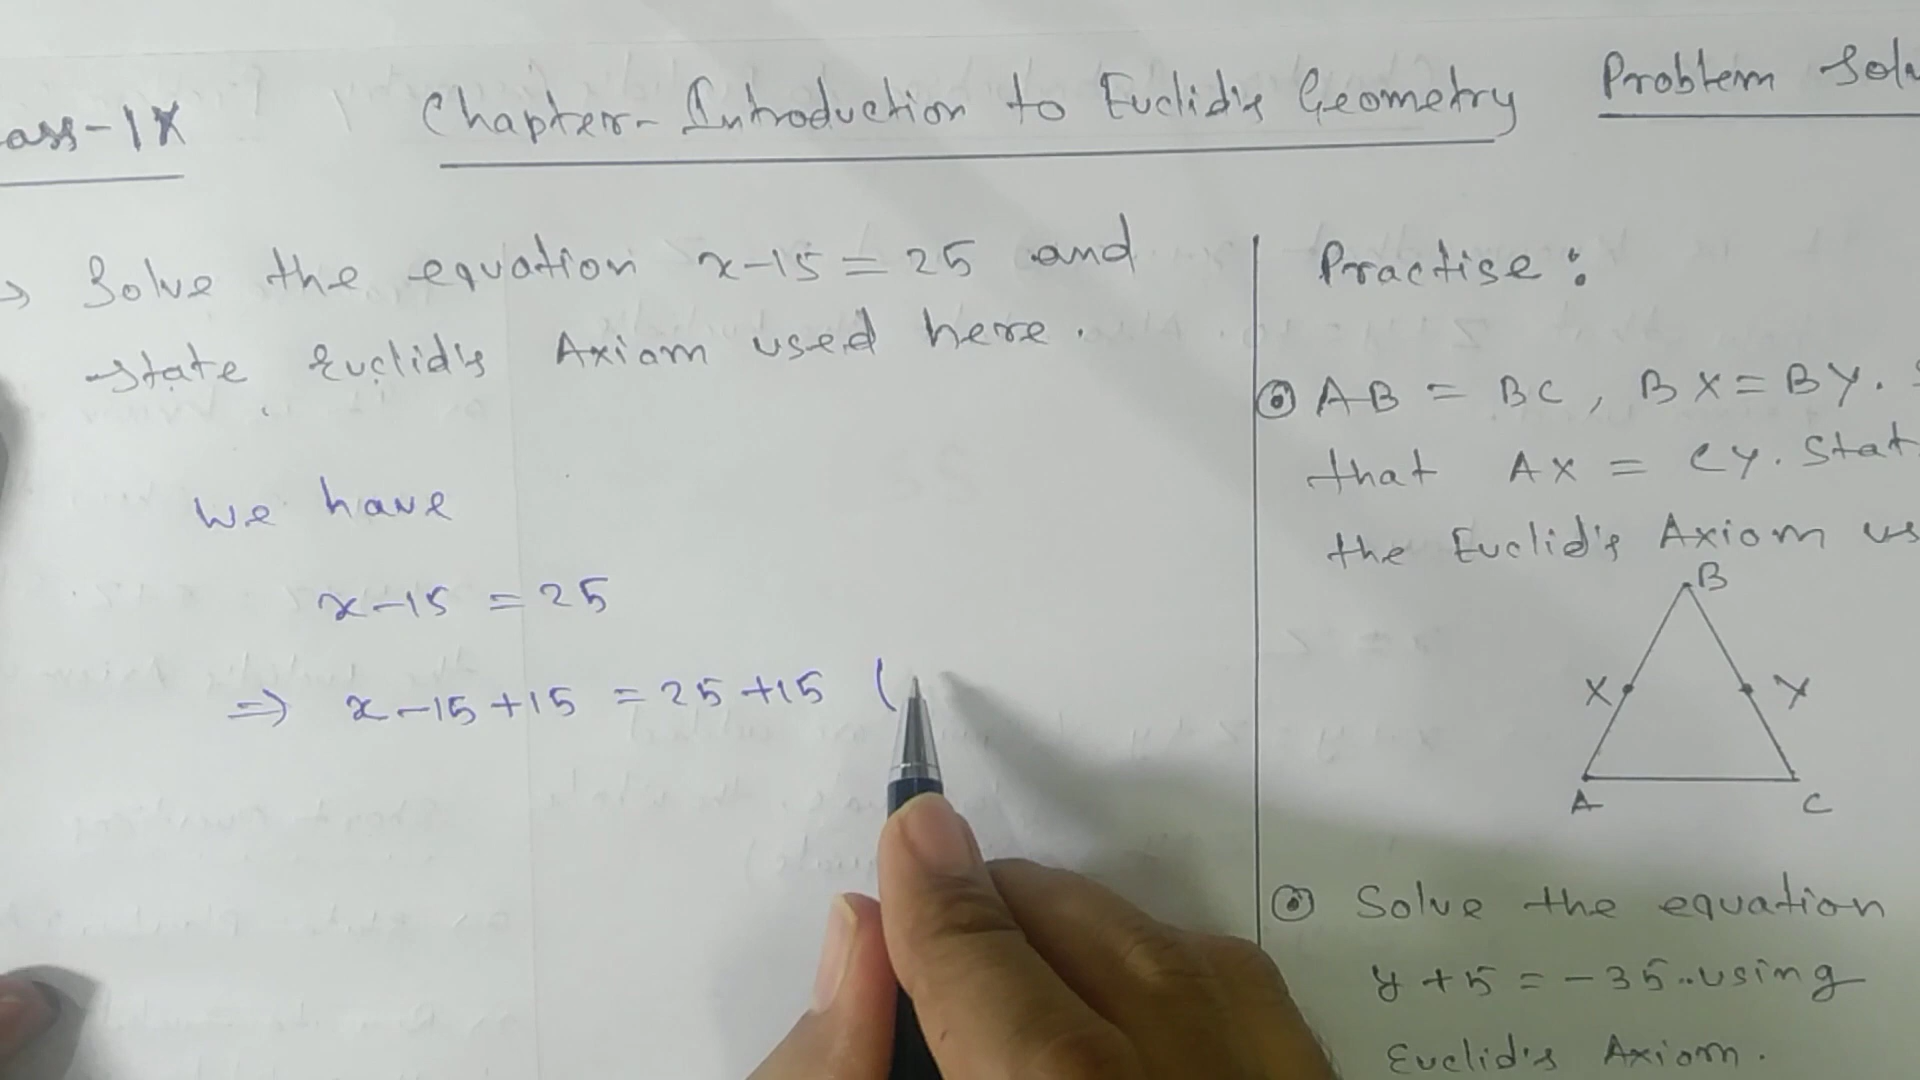 ass-IX
Chapter- Introduction to Euclid's Geometry
Problem Solv
→ Solve the equation x-15=25 and
state Euclid's Axiom used here.
We have
x-15 = 25
⇒ x-15+15 = 25+15 (
Practise:
⊙ AB = BC, BX=BY. S
that AX = CY. Stat
the Euclid's Axiom us
B
X
Y
A
C
⊙ Solve the equation
y+5 = -35..using
Euclid's Axiom.